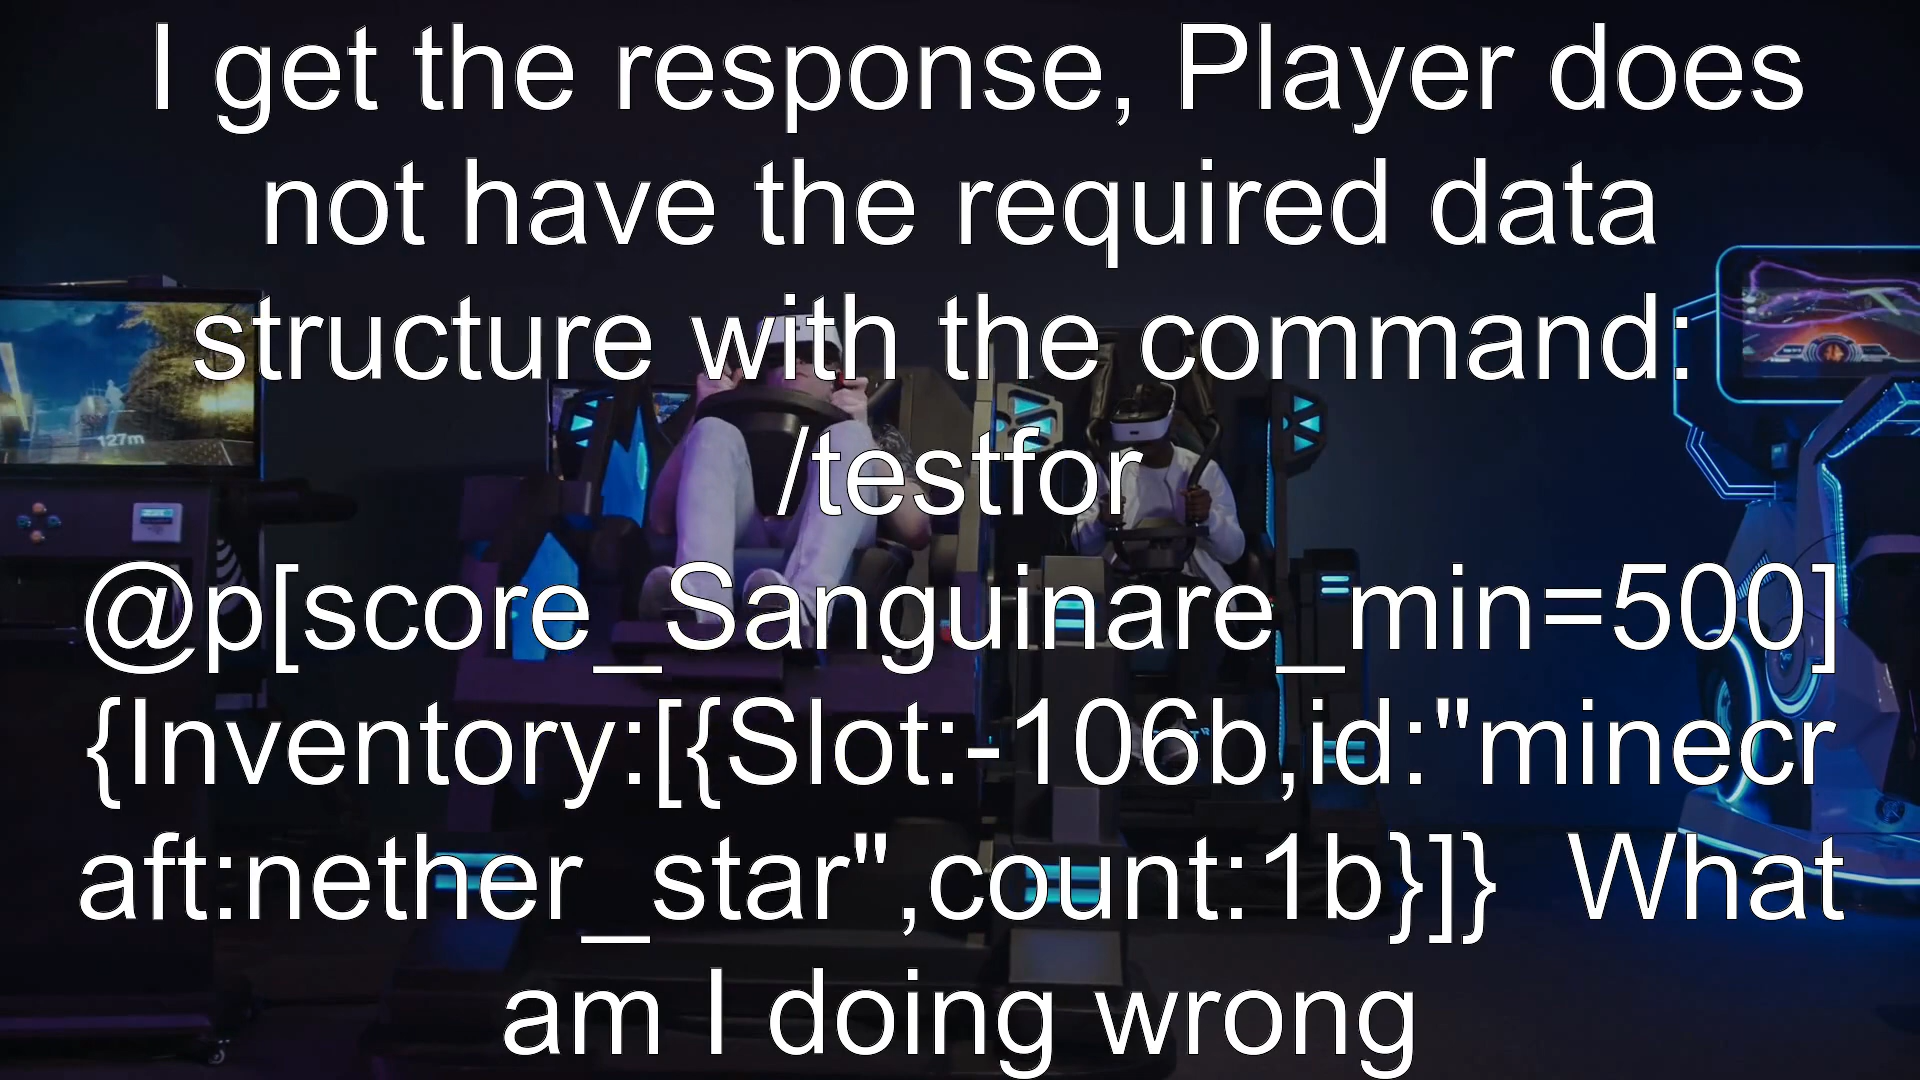 I get the response, Player does
not have the required data
structure with the command:
/testfor
@p[score_Sanguinare_min=500]
{Inventory:[{Slot:-106b,id:"minecr
aft:nether_star",count:1b}]}  What
am I doing wrong
127m